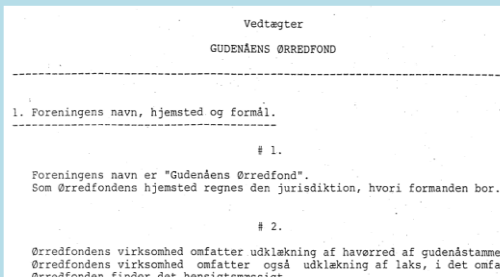 Vedtægter
GUDENÅENS ØRREDFOND
1. Foreningens navn, hjemsted og formål.
# 1.
Foreningens navn er "Gudenåens Ørredfond".
Som Ørredfondens hjemsted regnes den jurisdiktion, hvori formanden bor.
# 2.
Ørredfondens virksomhed omfatter udklækning af havørred af gudenåstamme
Ørredfondens virksomhed omfatter også udklækning af laks, i det omfa
Ørredfonden finder det hensigtsmæssigt